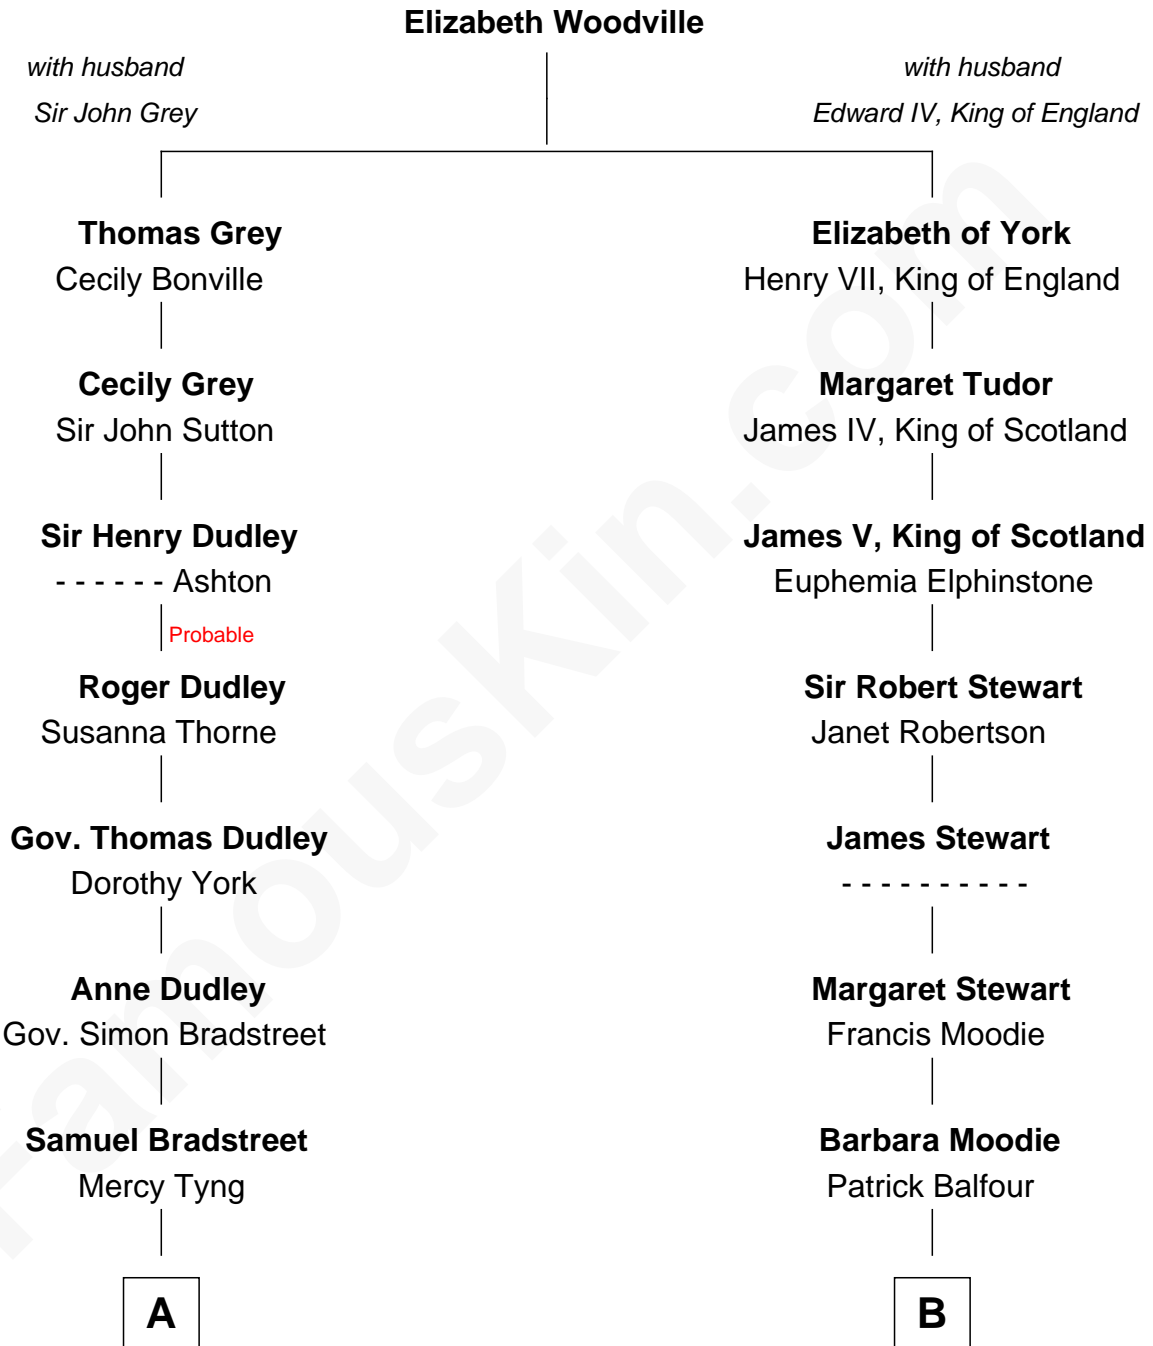 Elizabeth Woodville
with husband
Sir John Grey
with husband
Edward IV, King of England
Thomas Grey
Cecily Bonville
Elizabeth of York
Henry VII, King of England
Cecily Grey
Sir John Sutton
Margaret Tudor
James IV, King of Scotland
Sir Henry Dudley
- - - - - - Ashton
James V, King of Scotland
Euphemia Elphinstone
Probable
Roger Dudley
Susanna Thorne
Sir Robert Stewart
Janet Robertson
Gov. Thomas Dudley
Dorothy York
James Stewart
- - - - - - - - - -
Anne Dudley
Gov. Simon Bradstreet
Margaret Stewart
Francis Moodie
Samuel Bradstreet
Mercy Tyng
Barbara Moodie
Patrick Balfour
A
B
FamousKin.com